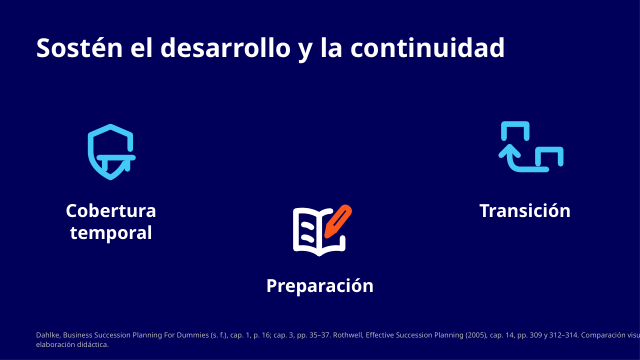 Sostén el desarrollo y la continuidad
Cobertura
temporal
Transición
Preparación
Dahlke, Business Succession Planning For Dummies (s. f.), cap. 1, p. 16; cap. 3, pp. 35–37. Rothwell, Effective Succession Planning (2005), cap. 14, pp. 309 y 312–314. Comparación
elaboración didáctica.